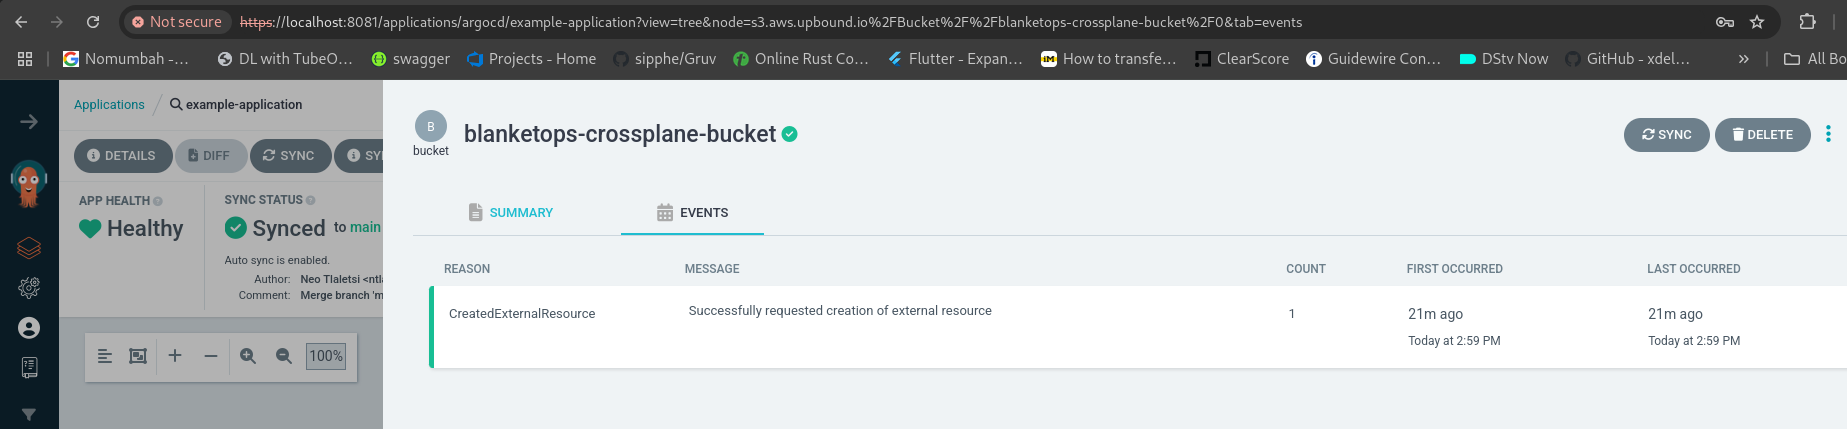 Not secure https://localhost:8081/applications/argocd/example-application?view=tree&node=s3.aws.upbound.io%2FBucket%2F%2Fblanketops-crossplane-bucket%2F0&tab=events
Nomumbah -... DL with TubeO... swagger Projects - Home sipphe/Gruv Online Rust Co... Flutter - Expan... How to transfe... ClearScore Guidewire Con... DStv Now GitHub - xdel... » All Bo
Applications / example-application
DETAILS DIFF SYNC SY
APP HEALTH
Healthy
SYNC STATUS
Synced to main
Auto sync is enabled.
Author: Neo Tlaletsi <ntl
Comment: Merge branch 'm
100%
B
bucket
blanketops-crossplane-bucket
SYNC DELETE
SUMMARY EVENTS
REASON MESSAGE COUNT FIRST OCCURRED LAST OCCURRED
CreatedExternalResource Successfully requested creation of external resource 1 21m ago 21m ago
Today at 2:59 PM Today at 2:59 PM